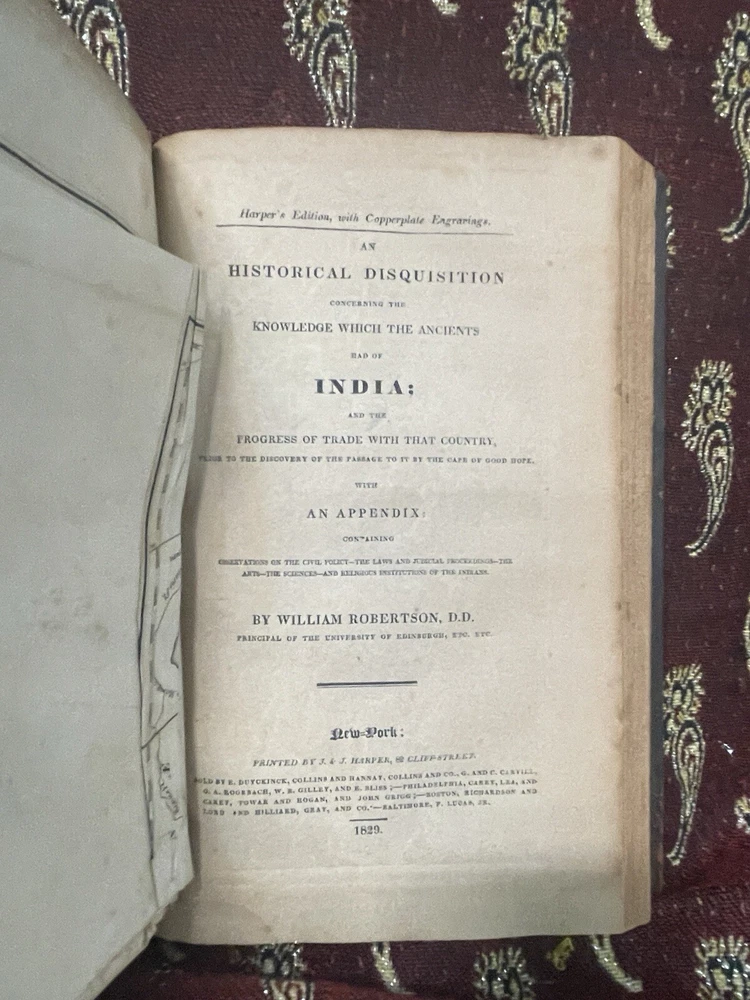 Harper's Edition, with Copperplate Engravings.
AN
HISTORICAL DISQUISITION
CONCERNING THE
KNOWLEDGE WHICH THE ANCIENTS
HAD OF
INDIA;
AND THE
PROGRESS OF TRADE WITH THAT COUNTRY,
PRIOR TO THE DISCOVERY OF THE PASSAGE TO IT BY THE CAPE OF GOOD HOPE.
WITH
AN APPENDIX:
CONTAINING
OBSERVATIONS ON THE CIVIL POLICY—THE LAWS AND JUDICIAL PROCEEDINGS—THE
ARTS—THE SCIENCES—AND RELIGIOUS INSTITUTIONS OF THE INDIANS.
BY WILLIAM ROBERTSON, D.D.
PRINCIPAL OF THE UNIVERSITY OF EDINBURGH, ETC. ETC.
New-York:
PRINTED BY J. & J. HARPER, 82 CLIFF-STREET.
SOLD BY E. DUYCKINCK, COLLINS AND HANNAY, COLLINS AND CO., G. AND C. CARVILL,
O. A. ROORBACH, W. B. GILLEY, AND E. BLISS;—PHILADELPHIA, CAREY, LEA, AND
CAREY, TOWAR AND HOGAN, AND JOHN GRIGG;—BOSTON, RICHARDSON AND
LORD AND HILLIARD, GRAY, AND CO.—BALTIMORE, F. LUCAS, JR.
1829.